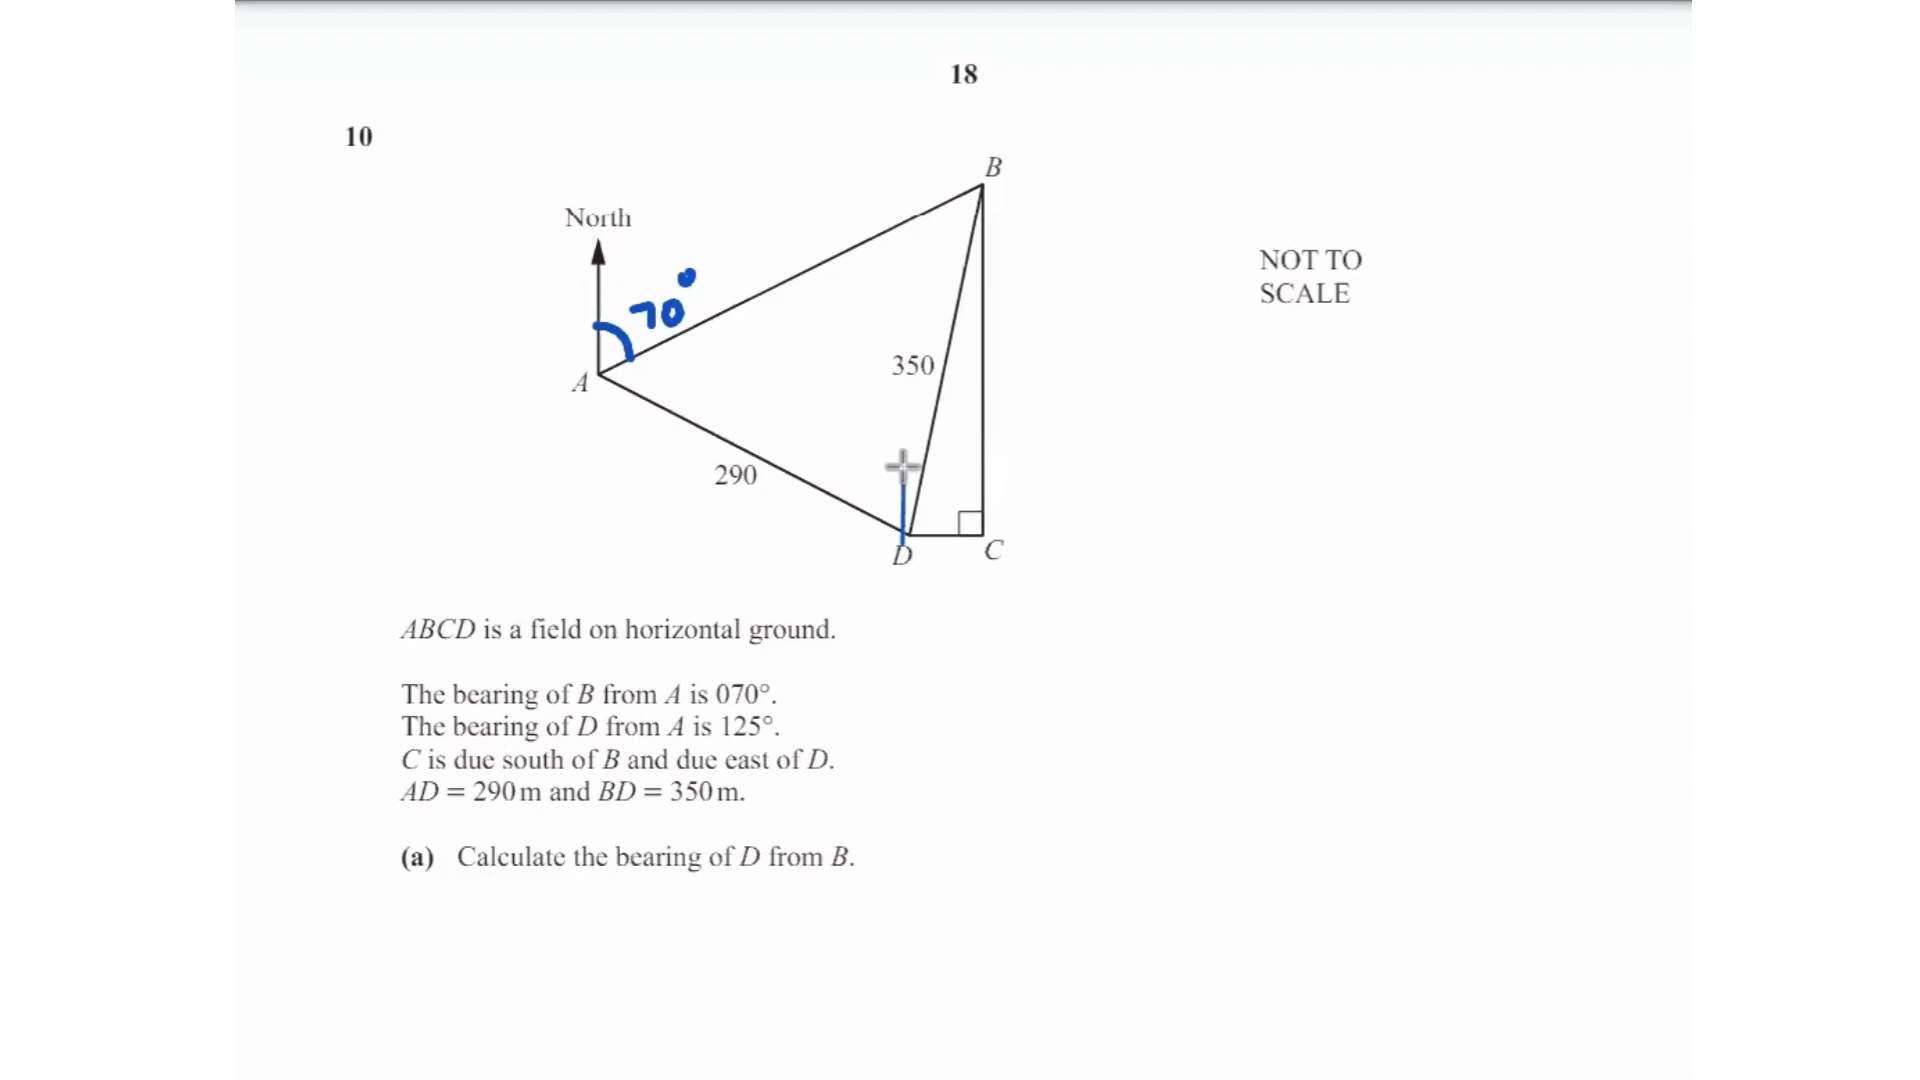 18
10
B
North
70°
NOT TO
SCALE
350
A
290
D
C
ABCD is a field on horizontal ground.
The bearing of B from A is 070°.
The bearing of D from A is 125°.
C is due south of B and due east of D.
AD = 290 m and BD = 350 m.
(a) Calculate the bearing of D from B.